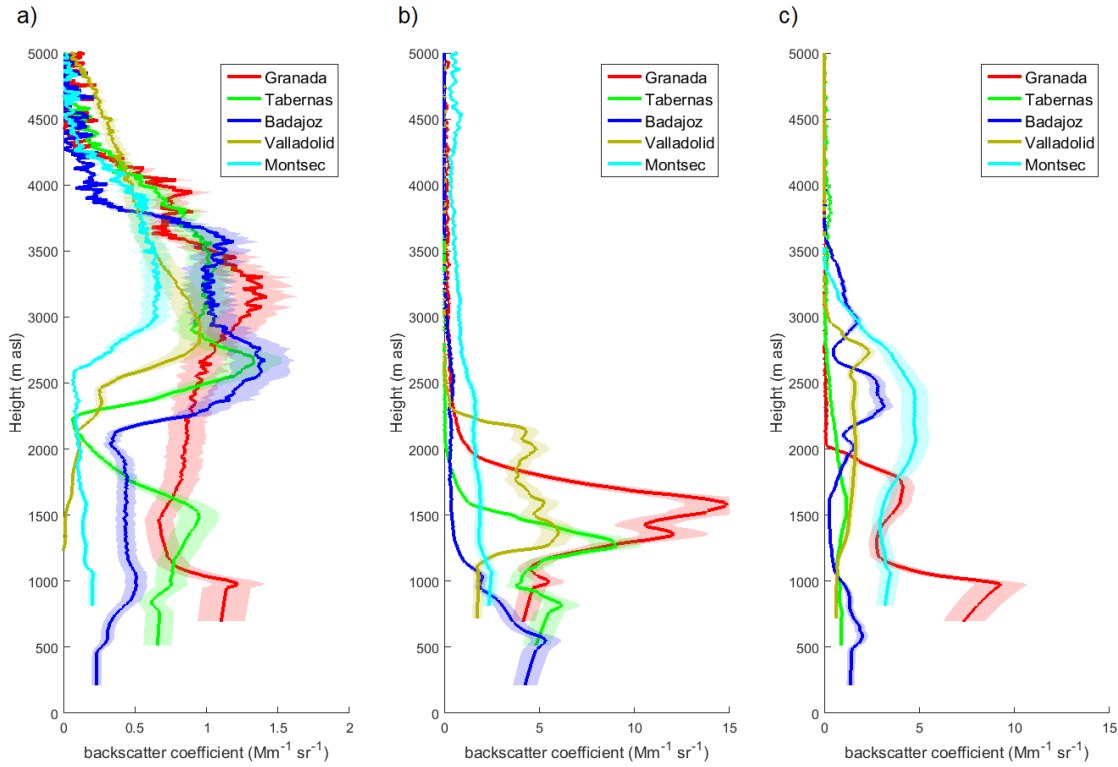 a)
5000
4500
4000
3500
3000
2500
2000
1500
1000
500
0
Height (m asl)
0
0.5
1
1.5
2
backscatter coefficient (Mm⁻¹ sr⁻¹)
Granada
Tabernas
Badajoz
Valladolid
Montsec
b)
5000
4500
4000
3500
3000
2500
2000
1500
1000
500
0
Height (m asl)
0
5
10
15
backscatter coefficient (Mm⁻¹ sr⁻¹)
Granada
Tabernas
Badajoz
Valladolid
Montsec
c)
5000
4500
4000
3500
3000
2500
2000
1500
1000
500
0
Height (m asl)
0
5
10
15
backscatter coefficient (Mm⁻¹ sr⁻¹)
Granada
Tabernas
Badajoz
Valladolid
Montsec